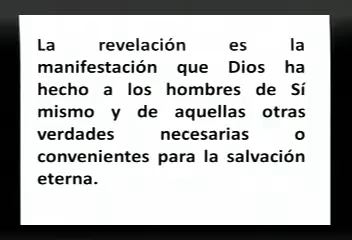 La revelación es la
manifestación que Dios ha
hecho a los hombres de Sí
mismo y de aquellas otras
verdades necesarias o
convenientes para la salvación
eterna.